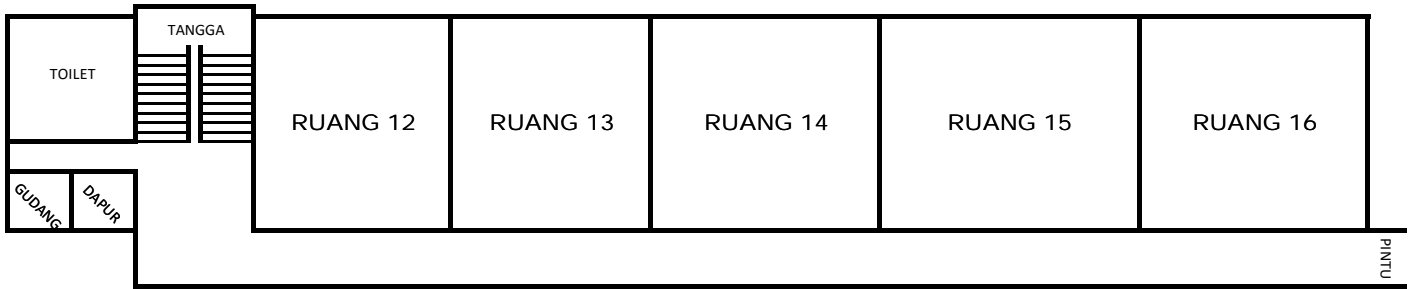 TANGGA
TOILET
RUANG 12
RUANG 13
RUANG 14
RUANG 15
RUANG 16
GUDANG
DAPUR
PINTU